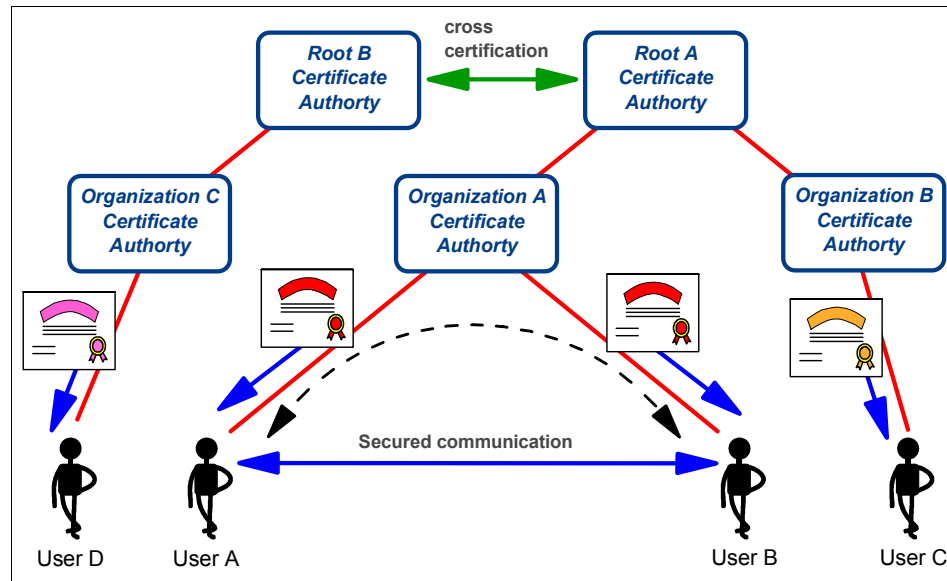 cross
certification
Root B
Certificate
Authorty
Root A
Certificate
Authorty
Organization C
Certificate
Authorty
Organization A
Certificate
Authorty
Organization B
Certificate
Authorty
Secured communication
User D
User A
User B
User C